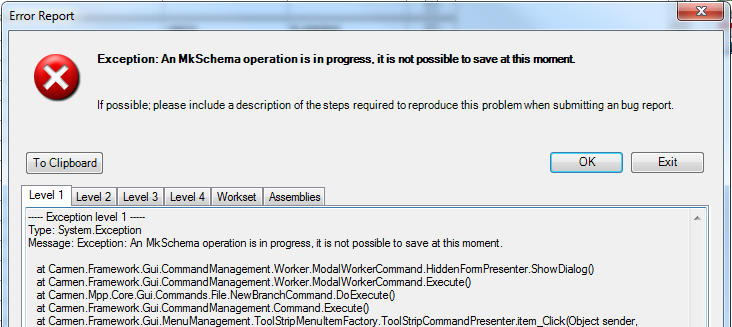 Error Report
Exception: An MkSchema operation is in progress, it is not possible to save at this moment.
If possible; please include a description of the steps required to reproduce this problem when submitting an bug report.
To Clipboard
OK
Exit
Level 1
Level 2
Level 3
Level 4
Workset
Assemblies
----- Exception level 1 -----
Type: System.Exception
Message: Exception: An MkSchema operation is in progress, it is not possible to save at this moment.
at Carmen.Framework.Gui.CommandManagement.Worker.ModalWorkerCommand.HiddenFormPresenter.ShowDialog()
at Carmen.Framework.Gui.CommandManagement.Worker.ModalWorkerCommand.Execute()
at Carmen.Mpp.Core.Gui.Commands.File.NewBranchCommand.DoExecute()
at Carmen.Framework.Gui.CommandManagement.Command.Execute()
at Carmen.Framework.Gui.MenuManagement.ToolStripMenuItemFactory.ToolStripCommandPresenter.item_Click(Object sender,